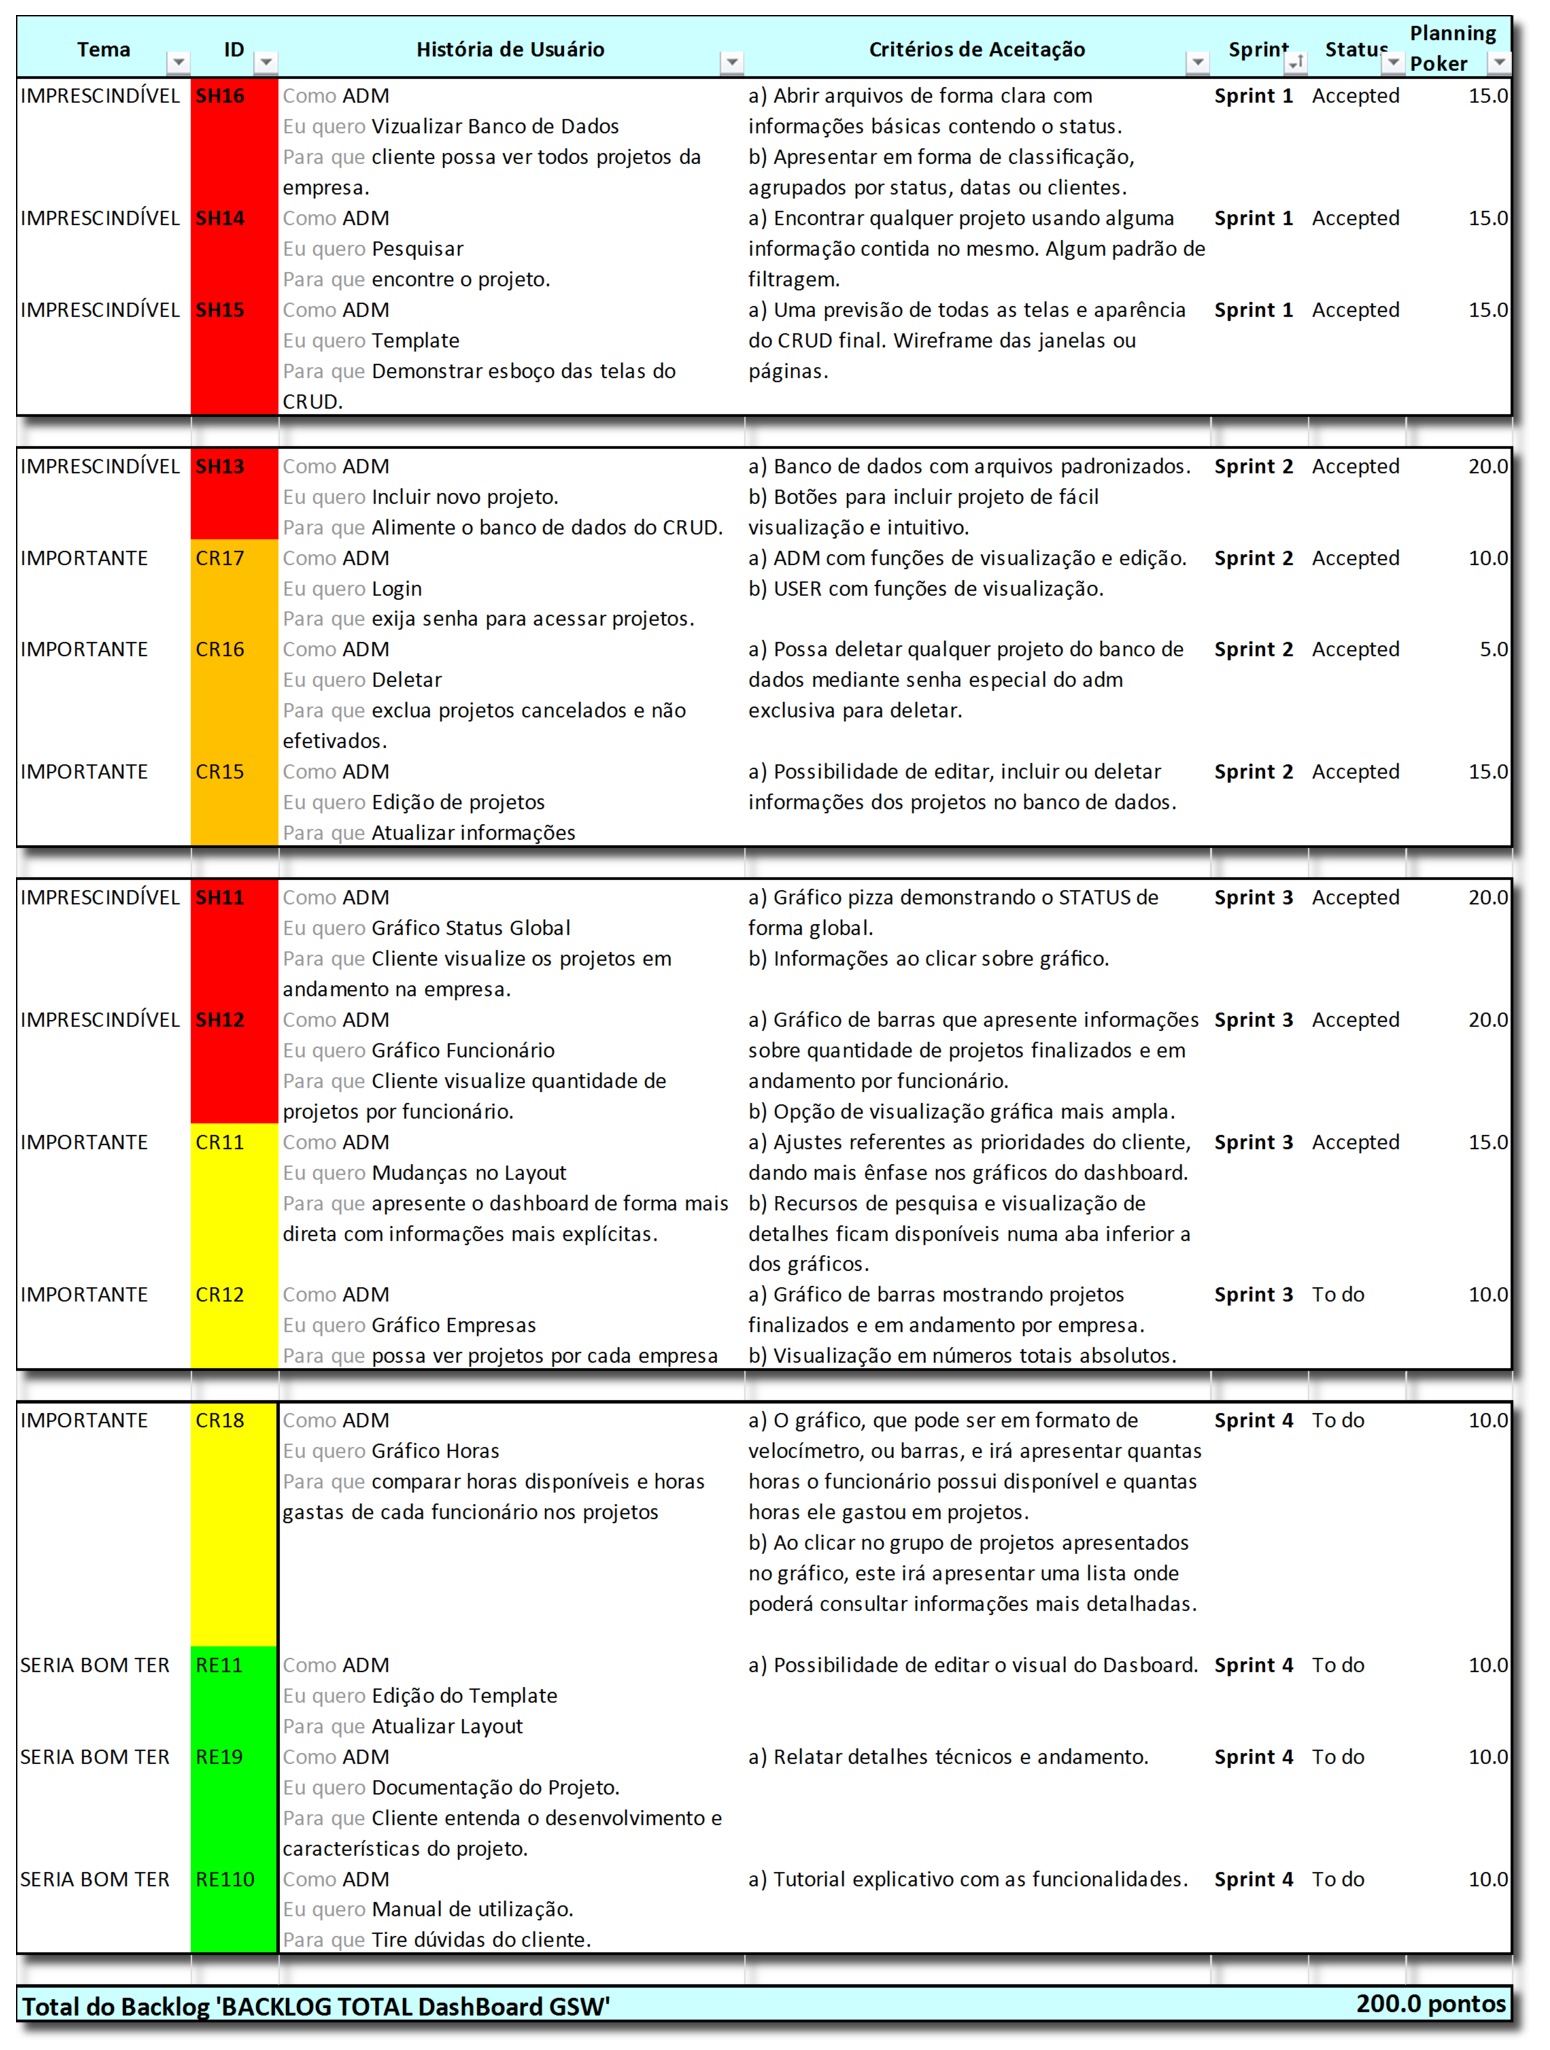 Tema ID História de Usuário Critérios de Aceitação Sprint Status Planning Poker
IMPRESCINDÍVEL SH16 Como ADM a) Abrir arquivos de forma clara com Sprint 1 Accepted 15.0
Eu quero Vizualizar Banco de Dados informações básicas contendo o status.
Para que cliente possa ver todos projetos da b) Apresentar em forma de classificação,
empresa. agrupados por status, datas ou clientes.
IMPRESCINDÍVEL SH14 Como ADM a) Encontrar qualquer projeto usando alguma Sprint 1 Accepted 15.0
Eu quero Pesquisar informação contida no mesmo. Algum padrão de
Para que encontre o projeto. filtragem.
IMPRESCINDÍVEL SH15 Como ADM a) Uma previsão de todas as telas e aparência Sprint 1 Accepted 15.0
Eu quero Template do CRUD final. Wireframe das janelas ou
Para que Demonstrar esboço das telas do páginas.
CRUD.
IMPRESCINDÍVEL SH13 Como ADM a) Banco de dados com arquivos padronizados. Sprint 2 Accepted 20.0
Eu quero Incluir novo projeto. b) Botões para incluir projeto de fácil
Para que Alimente o banco de dados do CRUD. visualização e intuitivo.
IMPORTANTE CR17 Como ADM a) ADM com funções de visualização e edição. Sprint 2 Accepted 10.0
Eu quero Login b) USER com funções de visualização.
Para que exija senha para acessar projetos.
IMPORTANTE CR16 Como ADM a) Possa deletar qualquer projeto do banco de Sprint 2 Accepted 5.0
Eu quero Deletar dados mediante senha especial do adm
Para que exclua projetos cancelados e não exclusiva para deletar.
efetivados.
IMPORTANTE CR15 Como ADM a) Possibilidade de editar, incluir ou deletar Sprint 2 Accepted 15.0
Eu quero Edição de projetos informações dos projetos no banco de dados.
Para que Atualizar informações
IMPRESCINDÍVEL SH11 Como ADM a) Gráfico pizza demonstrando o STATUS de Sprint 3 Accepted 20.0
Eu quero Gráfico Status Global forma global.
Para que Cliente visualize os projetos em b) Informações ao clicar sobre gráfico.
andamento na empresa.
IMPRESCINDÍVEL SH12 Como ADM a) Gráfico de barras que apresente informações Sprint 3 Accepted 20.0
Eu quero Gráfico Funcionário sobre quantidade de projetos finalizados e em
Para que Cliente visualize quantidade de andamento por funcionário.
projetos por funcionário. b) Opção de visualização gráfica mais ampla.
IMPORTANTE CR11 Como ADM a) Ajustes referentes as prioridades do cliente, Sprint 3 Accepted 15.0
Eu quero Mudanças no Layout dando mais ênfase nos gráficos do dashboard.
Para que apresente o dashboard de forma mais b) Recursos de pesquisa e visualização de
direta com informações mais explícitas. detalhes ficam disponíveis numa aba inferior a
dos gráficos.
IMPORTANTE CR12 Como ADM a) Gráfico de barras mostrando projetos Sprint 3 To do 10.0
Eu quero Gráfico Empresas finalizados e em andamento por empresa.
Para que possa ver projetos por cada empresa b) Visualização em números totais absolutos.
IMPORTANTE CR18 Como ADM a) O gráfico, que pode ser em formato de Sprint 4 To do 10.0
Eu quero Gráfico Horas velocímetro, ou barras, e irá apresentar quantas
Para que comparar horas disponíveis e horas horas o funcionário possui disponível e quantas
gastas de cada funcionário nos projetos horas ele gastou em projetos.
b) Ao clicar no grupo de projetos apresentados
no gráfico, este irá apresentar uma lista onde
poderá consultar informações mais detalhadas.
SERIA BOM TER RE11 Como ADM a) Possibilidade de editar o visual do Dasboard. Sprint 4 To do 10.0
Eu quero Edição do Template
Para que Atualizar Layout
SERIA BOM TER RE19 Como ADM a) Relatar detalhes técnicos e andamento. Sprint 4 To do 10.0
Eu quero Documentação do Projeto.
Para que Cliente entenda o desenvolvimento e
características do projeto.
SERIA BOM TER RE110 Como ADM a) Tutorial explicativo com as funcionalidades. Sprint 4 To do 10.0
Eu quero Manual de utilização.
Para que Tire dúvidas do cliente.
Total do Backlog 'BACKLOG TOTAL DashBoard GSW' 200.0 pontos